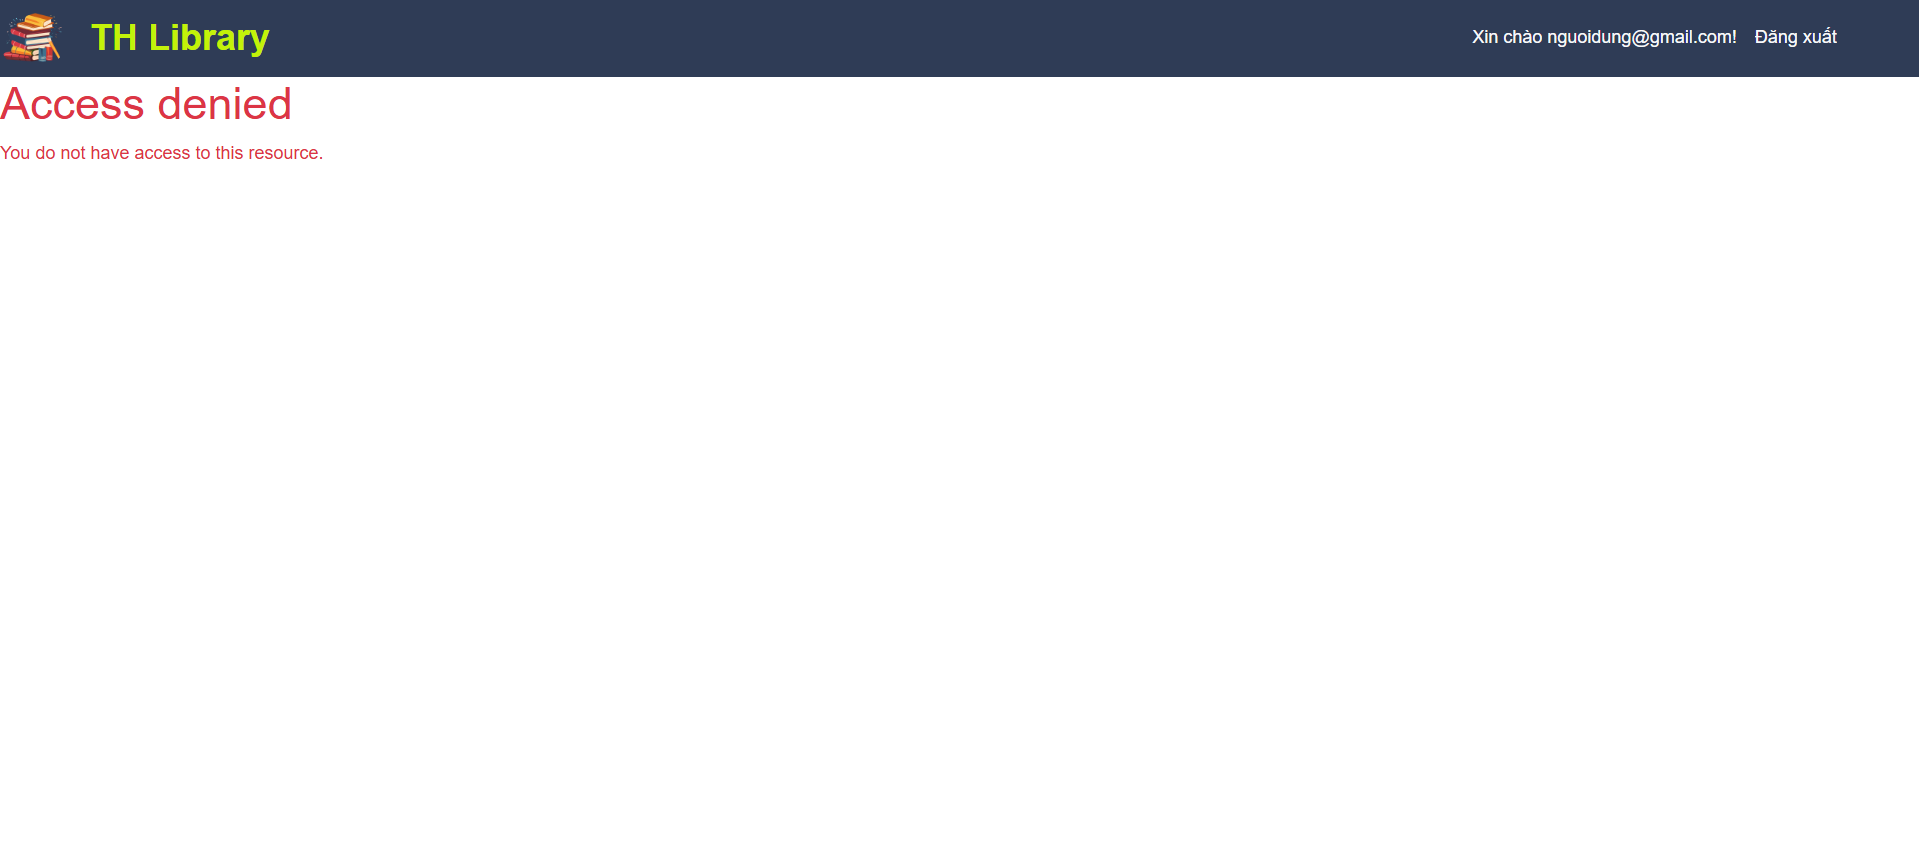 TH Library
Xin chào nguoidung@gmail.com! Đăng xuất
Access denied
You do not have access to this resource.